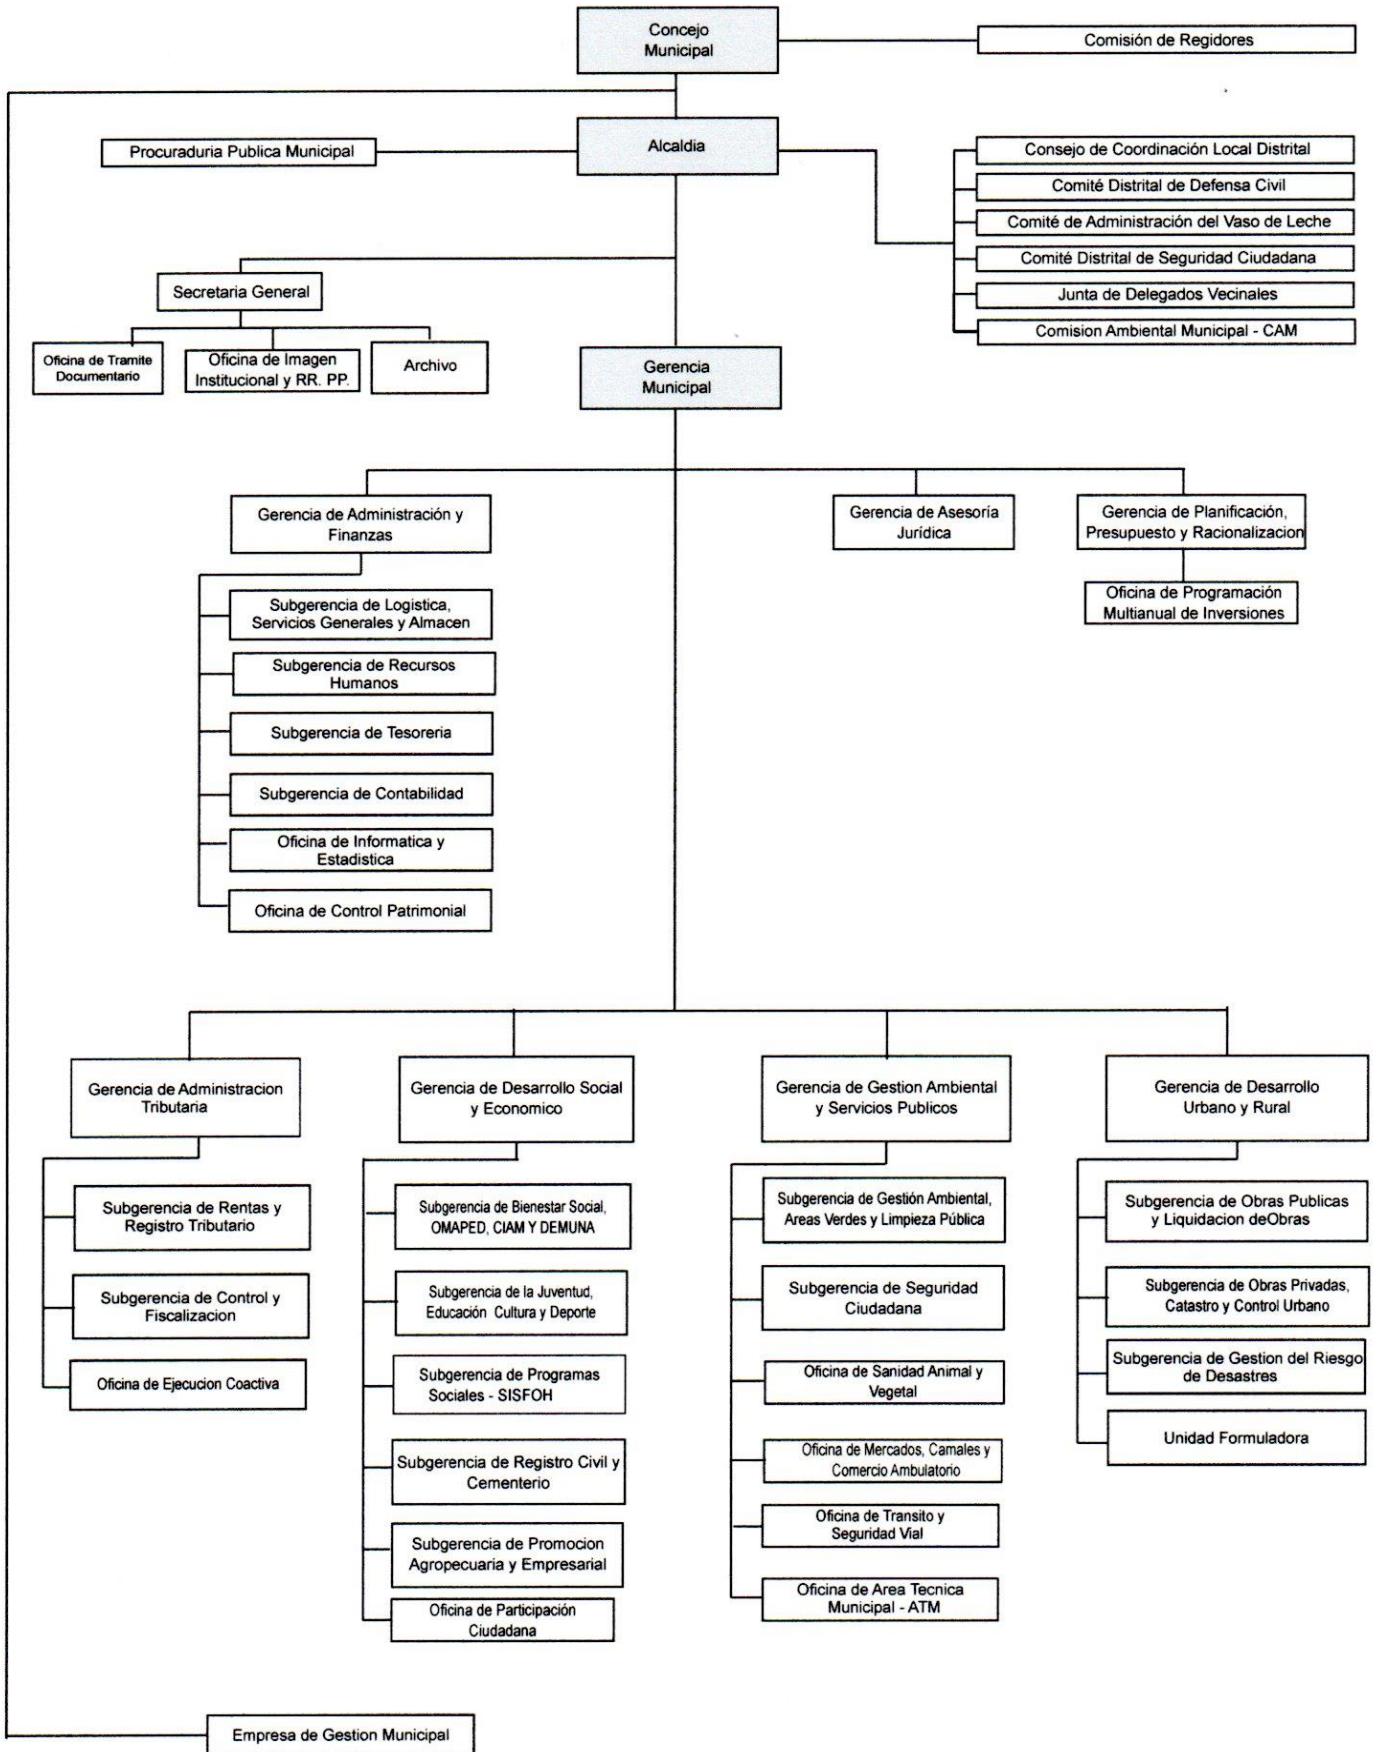 Concejo
Municipal
Comisión de Regidores
Procuraduria Publica Municipal
Alcaldia
Consejo de Coordinación Local Distrital
Comité Distrital de Defensa Civil
Comité de Administración del Vaso de Leche
Comité Distrital de Seguridad Ciudadana
Junta de Delegados Vecinales
Comision Ambiental Municipal - CAM
Secretaria General
Oficina de Tramite
Documentario
Oficina de Imagen
Institucional y RR. PP.
Archivo
Gerencia
Municipal
Gerencia de Administración y
Finanzas
Gerencia de Asesoría
Jurídica
Gerencia de Planificación,
Presupuesto y Racionalizacion
Oficina de Programación
Multianual de Inversiones
Subgerencia de Logistica,
Servicios Generales y Almacen
Subgerencia de Recursos
Humanos
Subgerencia de Tesoreria
Subgerencia de Contabilidad
Oficina de Informatica y
Estadistica
Oficina de Control Patrimonial
Gerencia de Administracion
Tributaria
Subgerencia de Rentas y
Registro Tributario
Subgerencia de Control y
Fiscalizacion
Oficina de Ejecucion Coactiva
Gerencia de Desarrollo Social
y Economico
Subgerencia de Bienestar Social,
OMAPED, CIAM Y DEMUNA
Subgerencia de la Juventud,
Educación Cultura y Deporte
Subgerencia de Programas
Sociales - SISFOH
Subgerencia de Registro Civil y
Cementerio
Subgerencia de Promocion
Agropecuaria y Empresarial
Oficina de Participación
Ciudadana
Gerencia de Gestion Ambiental
y Servicios Publicos
Subgerencia de Gestión Ambiental,
Areas Verdes y Limpieza Pública
Subgerencia de Seguridad
Ciudadana
Oficina de Sanidad Animal y
Vegetal
Oficina de Mercados, Camales y
Comercio Ambulatorio
Oficina de Transito y
Seguridad Vial
Oficina de Area Tecnica
Municipal - ATM
Gerencia de Desarrollo
Urbano y Rural
Subgerencia de Obras Publicas
y Liquidacion deObras
Subgerencia de Obras Privadas,
Catastro y Control Urbano
Subgerencia de Gestion del Riesgo
de Desastres
Unidad Formuladora
Empresa de Gestion Municipal